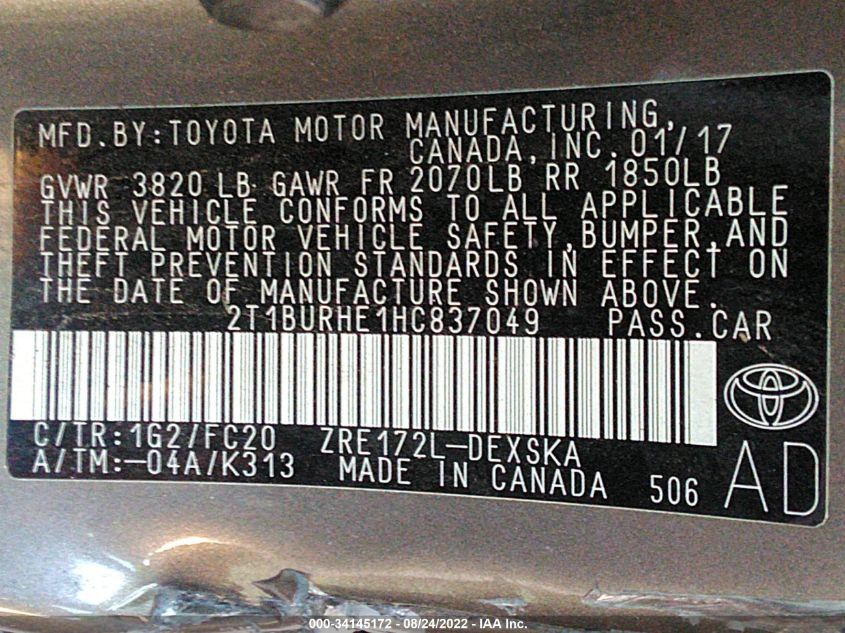 MFD.BY:TOYOTA MOTOR MANUFACTURING,
CANADA,INC.01/17
GVWR 3820 LB GAWR FR 2070LB RR 1850LB
THIS VEHICLE CONFORMS TO ALL APPLICABLE
FEDERAL MOTOR VEHICLE SAFETY,BUMPER,AND
THEFT PREVENTION STANDARDS IN EFFECT ON
THE DATE OF MANUFACTURE SHOWN ABOVE.
2T1BURHE1HC837049 PASS.CAR
C/TR:1G2/FC20 ZRE172L-DEXSKA
A/TM:-04A/K313 MADE IN CANADA 506 AD
000-34145172 - 08/24/2022 - IAA Inc.